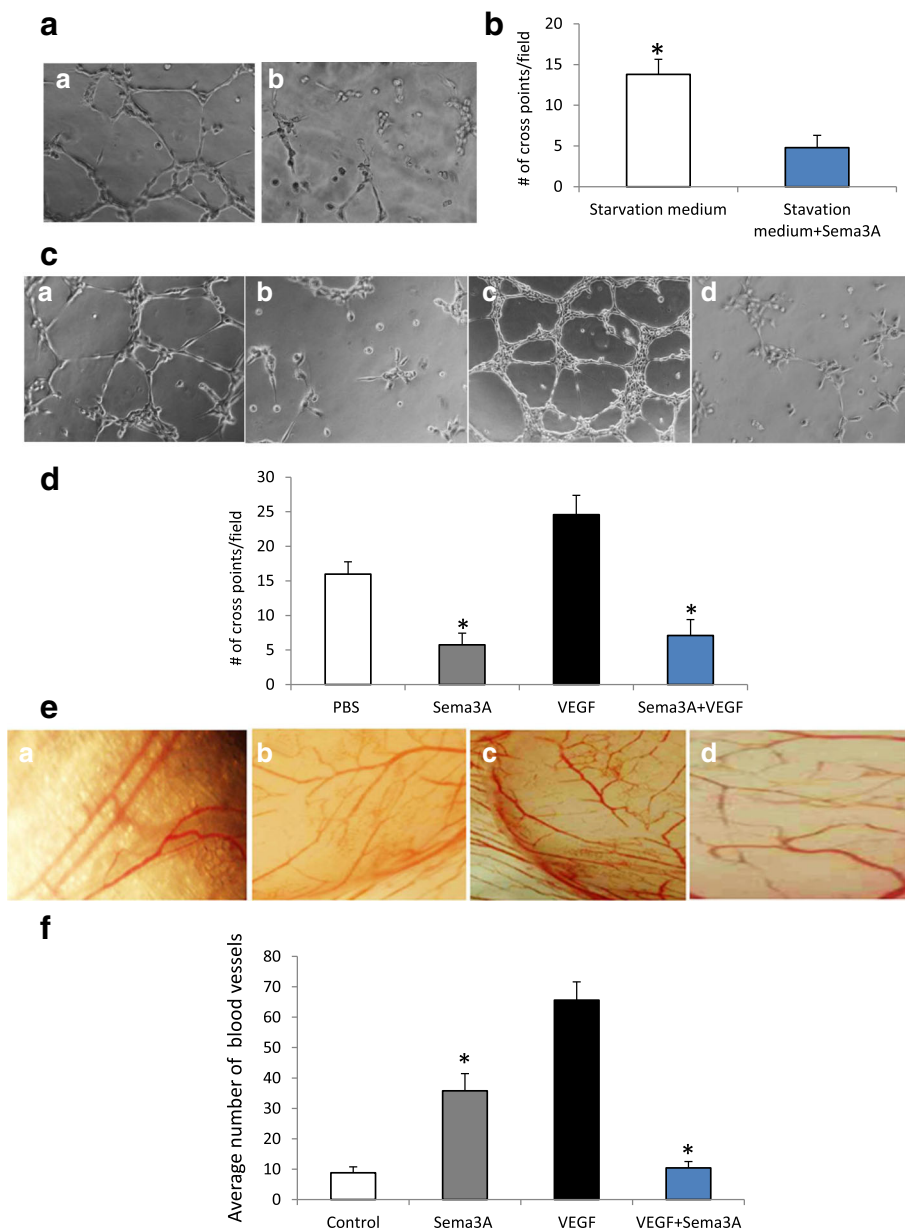 a
a
b
b
# of cross points/field
20
15
10
5
0
*
Starvation medium
Stavation
medium+Sema3A
c
a
b
c
d
d
# of cross points/field
30
25
20
15
10
5
0
*
*
PBS
Sema3A
VEGF
Sema3A+VEGF
e
a
b
c
d
f
Average number of blood vessels
80
70
60
50
40
30
20
10
0
*
*
Control
Sema3A
VEGF
VEGF+Sema3A